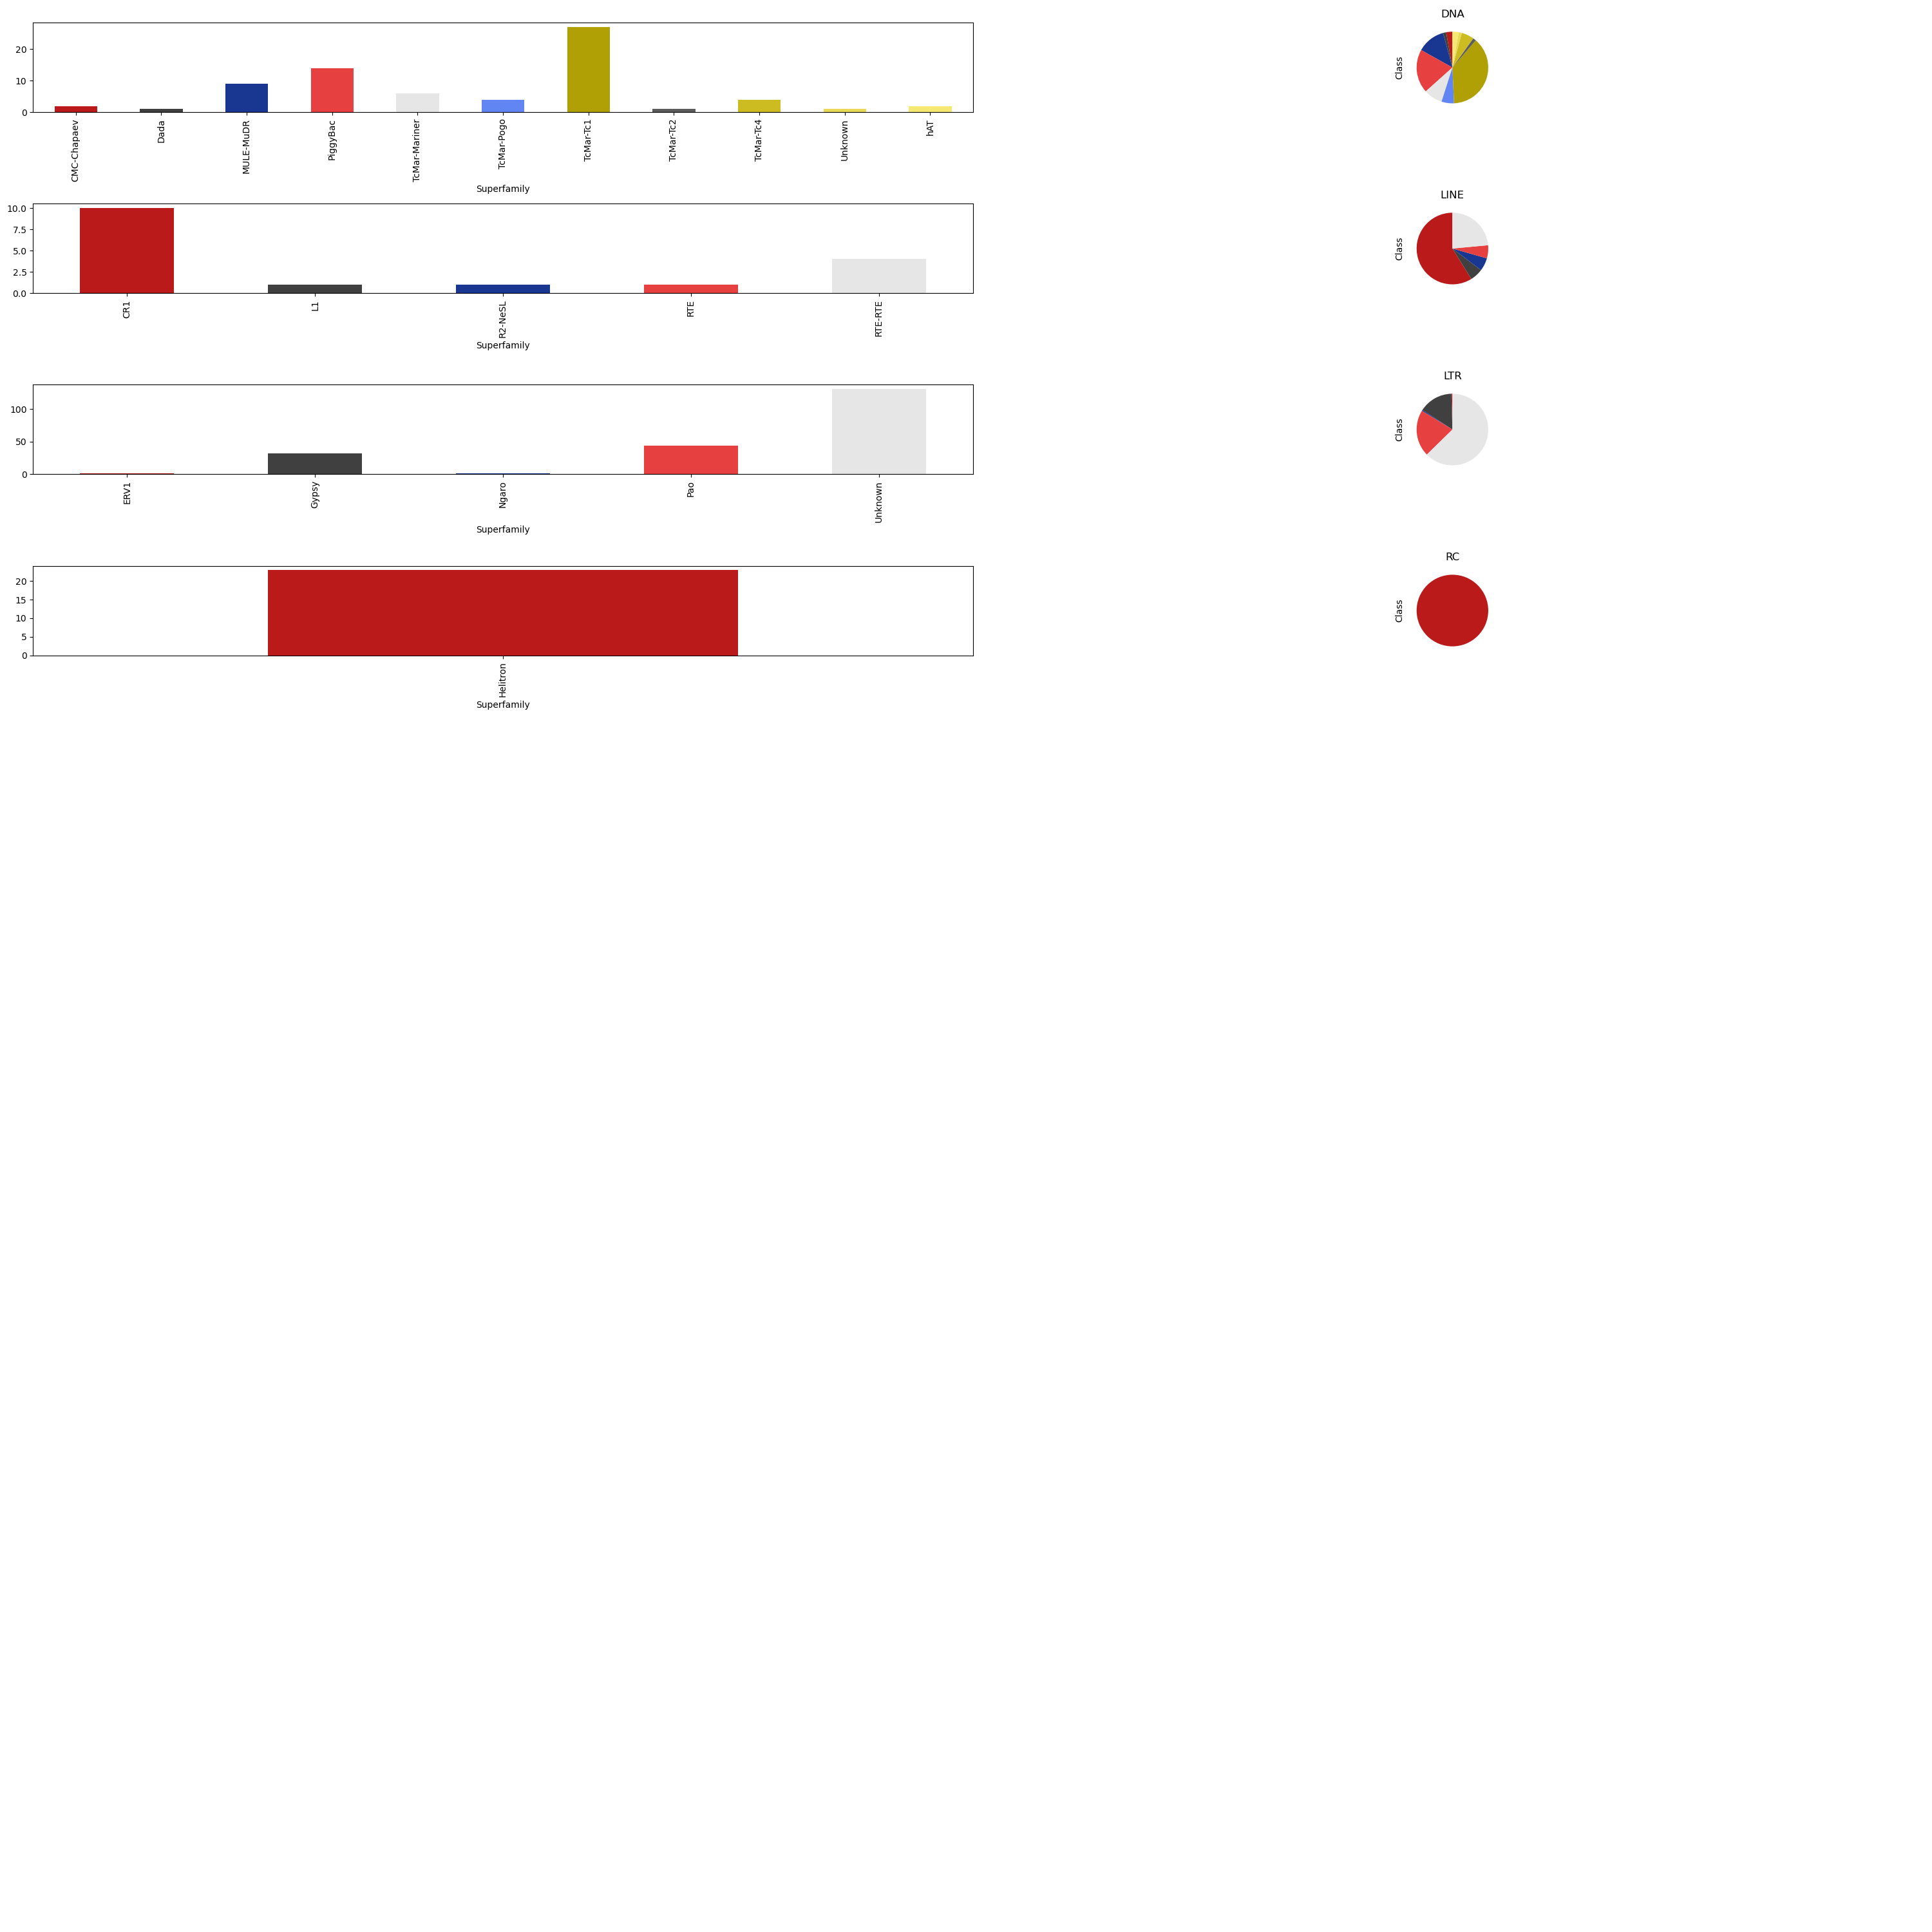 DNA
20
10
0
Class
CMC-Chapaev
Dada
MULE-MuDR
PiggyBac
TcMar-Mariner
TcMar-Pogo
TcMar-Tc1
TcMar-Tc2
TcMar-Tc4
Unknown
hAT
Superfamily
LINE
10.0
7.5
5.0
2.5
0.0
Class
CR1
L1
R2-NeSL
RTE
RTE-RTE
Superfamily
LTR
100
50
0
Class
ERV1
Gypsy
Ngaro
Pao
Unknown
Superfamily
RC
20
15
10
5
0
Class
Helitron
Superfamily